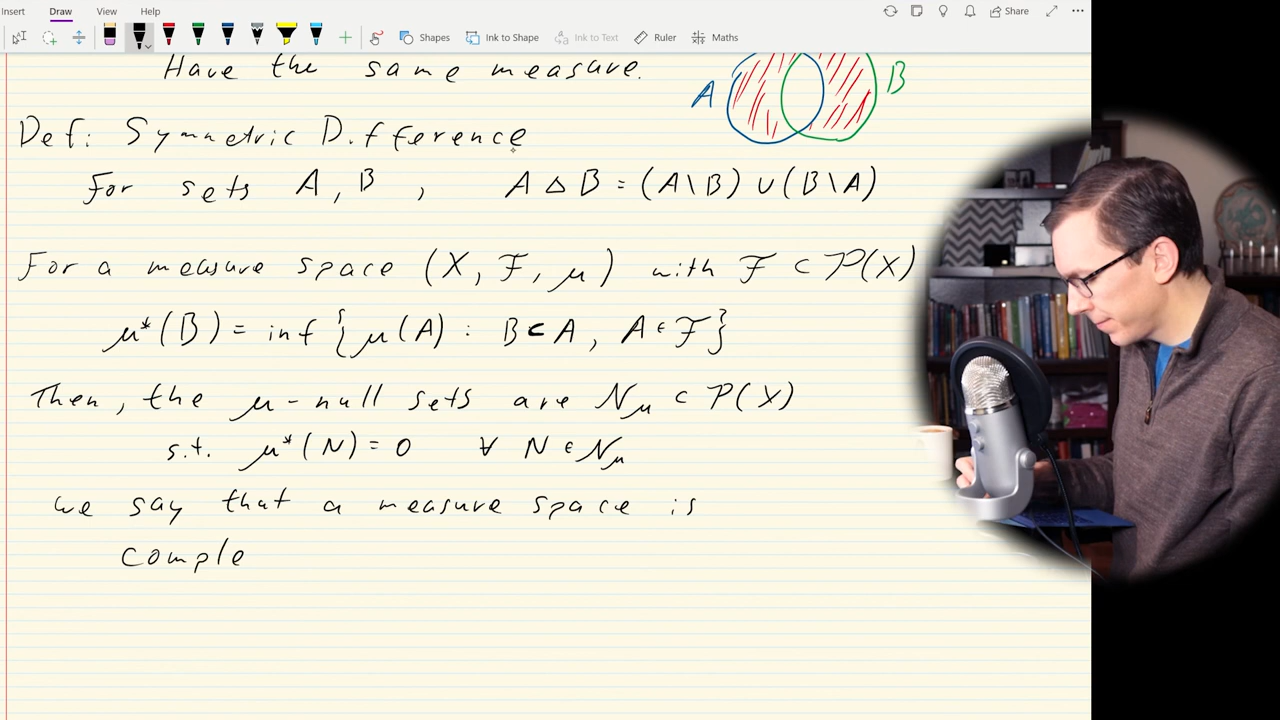 Insert Draw View Help
Share
Shapes Ink to Shape Ink to Text Ruler Maths
Have the same measure.
A B
Def: Symmetric Difference
For sets A, B , A △ B = (A \ B) ∪ (B \ A)
For a measure space (X, ℱ, μ) with ℱ ⊂ 𝒫(X)
μ*(B) = inf { μ(A) : B ⊂ A, A ∈ ℱ }
Then, the μ-null sets are 𝒩μ ⊂ 𝒫(X)
s.t. μ*(N) = 0 ∀ N ∈ 𝒩μ
we say that a measure space is
comple